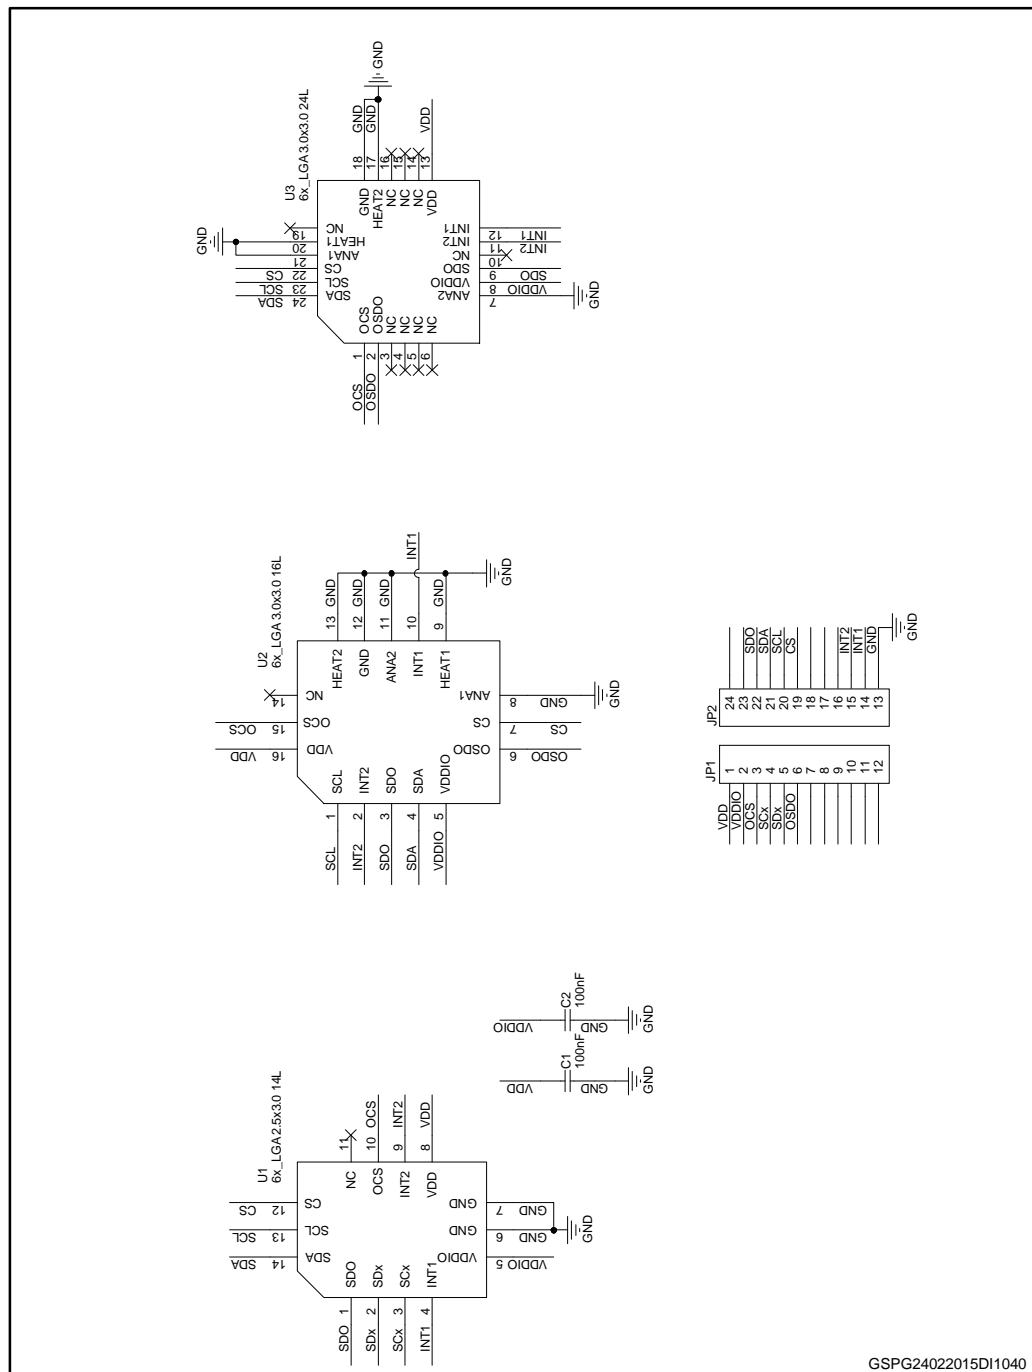 U3
6x_LGA 3.0x3.0 24L
GND
GND
GND
GND
VDD
18
17
16
15
14
13
GND
HEAT2
NC
NC
NC
VDD
NC
19
HEAT1
20
ANA1
21
CS
22
CS
SCL
23
SCL
SDA
24
SDA
INT1
12
INT1
INT2
11
INT2
NC
10
SDO
9
SDO
VDDIO
8
VDDIO
ANA2
7
GND
OCS
OSDO
NC
NC
NC
NC
1
2
3
4
5
6
OCS
OSDO
U2
6x_LGA 3.0x3.0 16L
13 GND
12 GND
11 GND
10 INT1
9 GND
GND
HEAT2
GND
ANA2
INT1
HEAT1
NC
14
OCS
15
OCS
VDD
16
VDD
ANA1
8
GND
GND
CS
7
CS
OSDO
6
OSDO
SCL
INT2
SDO
SDA
VDDIO
1
2
3
4
5
SCL
INT2
SDO
SDA
VDDIO
JP2
24
23
22
21
20
19
18
17
16
15
14
13
SDO
SDA
SCL
CS
INT2
INT1
GND
GND
JP1
1
2
3
4
5
6
7
8
9
10
11
12
VDD
VDDIO
OCS
SCx
SDx
OSDO
C2
100nF
VDDIO
GND
GND
C1
100nF
VDD
GND
GND
U1
6x_LGA 2.5x3.0 14L
11
10 OCS
9 INT2
8 VDD
NC
OCS
INT2
VDD
CS
12
CS
SCL
13
SCL
SDA
14
SDA
GND
7
GND
GND
6
GND
GND
VDDIO
5
VDDIO
SDO
SDx
SCx
INT1
SDO 1
SDx 2
SCx 3
INT1 4
GSPG24022015DI1040